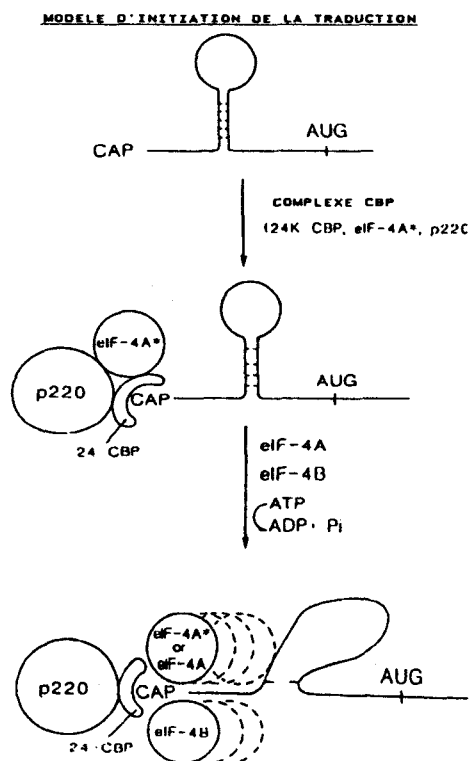 MODELE D'INITIATION DE LA TRADUCTION
CAP
AUG
COMPLEXE CBP
(24K CBP, eIF-4A*, p220
eIF-4A*
p220
CAP
AUG
24 CBP
eIF-4A
eIF-4B
ATP
ADP · Pi
eIF-4A*
or
eIF-4A
p220
CAP
AUG
24·CBP
eIF-4B